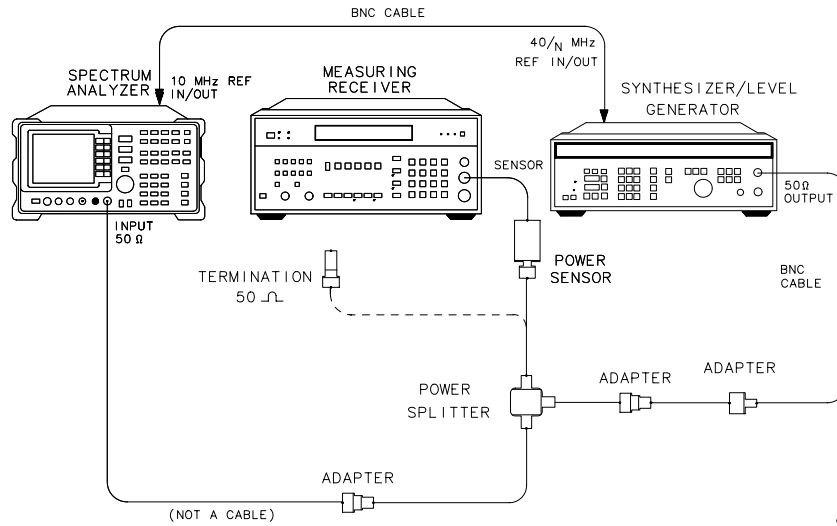 BNC CABLE
40/N MHz
REF IN/OUT
SPECTRUM
ANALYZER
10 MHz REF
IN/OUT
MEASURING
RECEIVER
SYNTHESIZER/LEVEL
GENERATOR
SENSOR
50Ω
OUTPUT
INPUT
50 Ω
POWER
SENSOR
BNC
CABLE
TERMINATION
50 Ω
POWER
SPLITTER
ADAPTER
ADAPTER
ADAPTER
(NOT A CABLE)